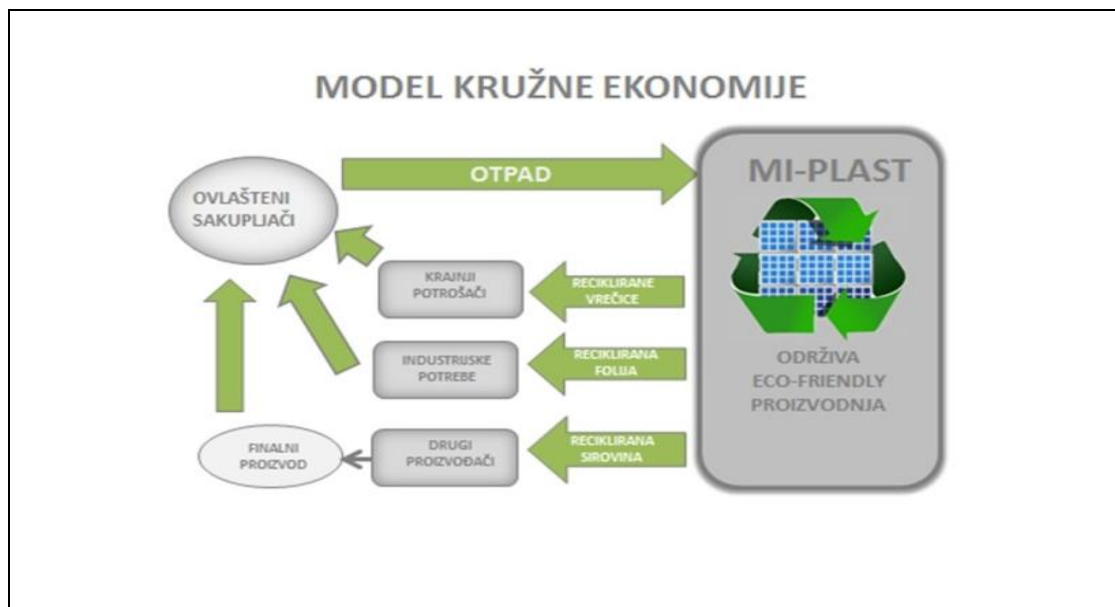 MODEL KRUŽNE EKONOMIJE
OVLAŠTENI
SAKUPLJAČI
OTPAD
MI-PLAST
KRAJNJI
POTROŠAČI
RECIKLIRANE
VREČICE
INDUSTRIJSKE
POTREBE
RECIKLIRANA
FOLIJA
ODRŽIVA
ECO-FRIENDLY
PROIZVODNJA
FINALNI
PROIZVOD
DRUGI
PROIZVOĐAČI
RECIKLIRANA
SIROVINA